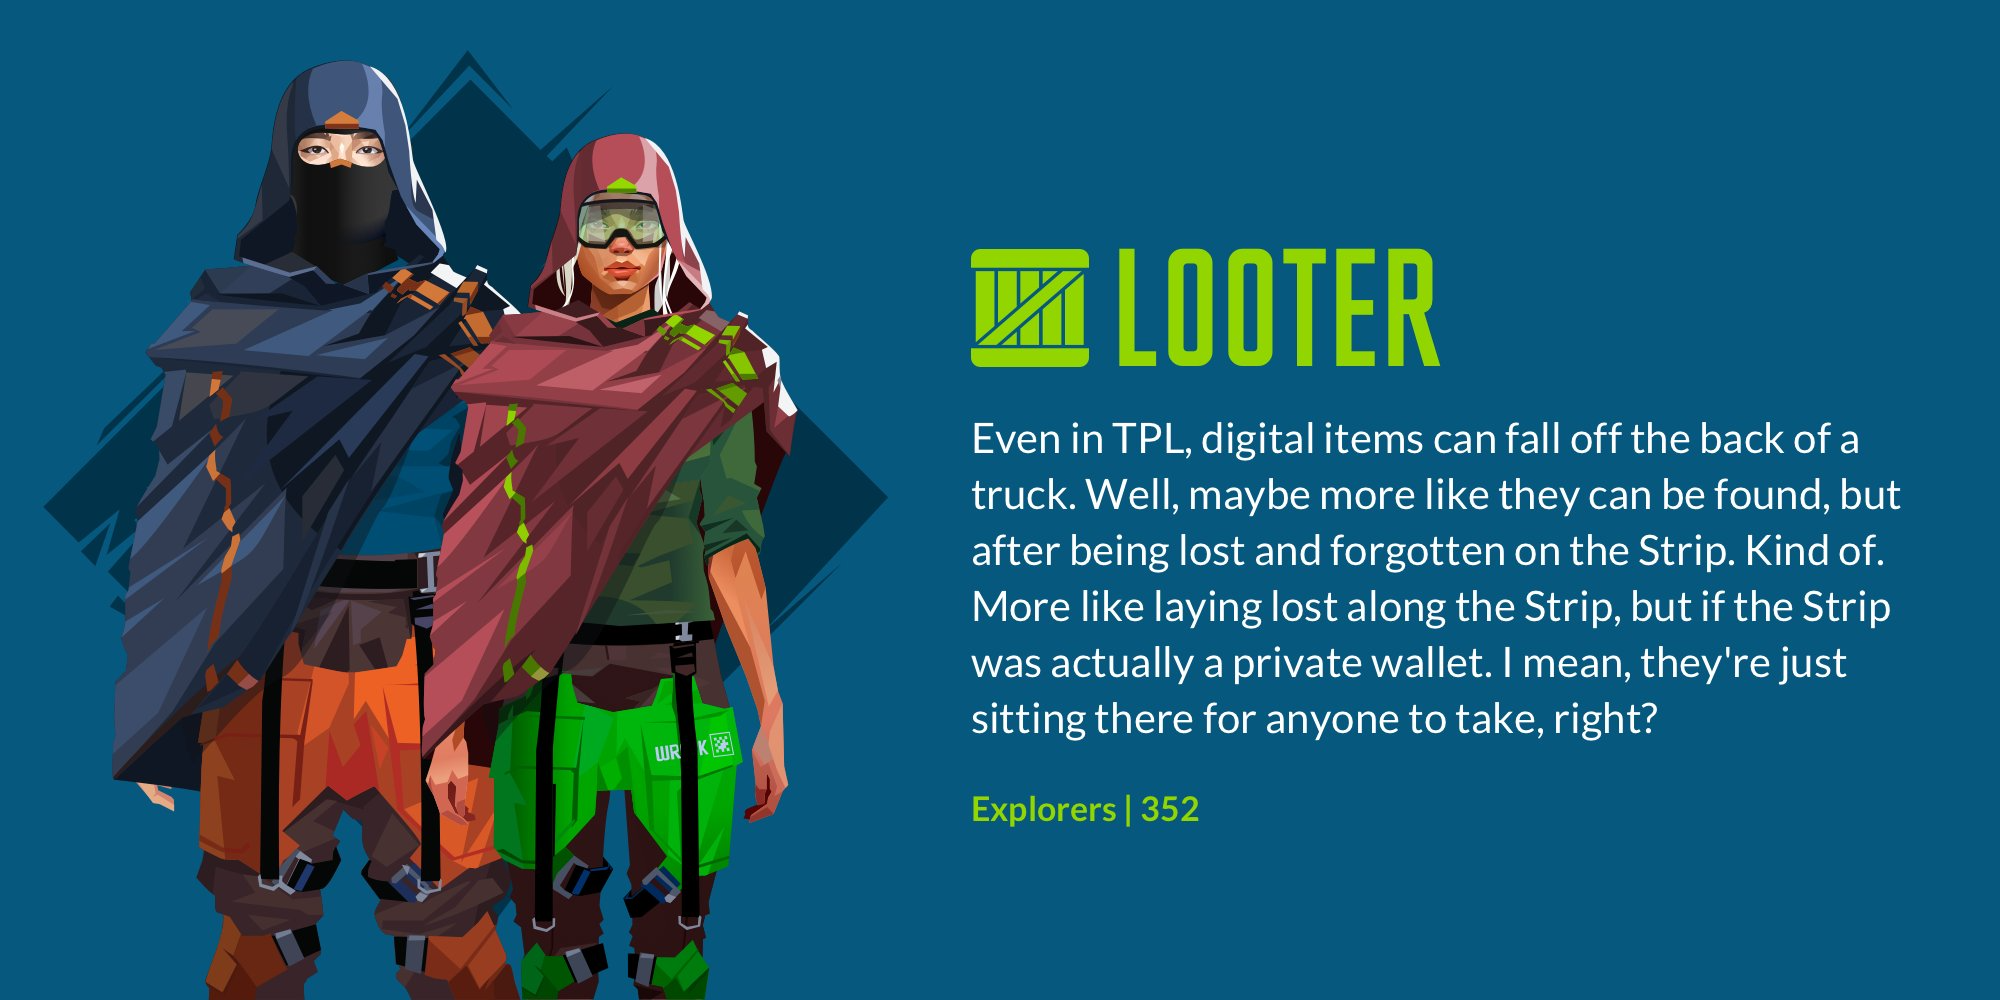 LOOTER
Even in TPL, digital items can fall off the back of a
truck. Well, maybe more like they can be found, but
after being lost and forgotten on the Strip. Kind of.
More like laying lost along the Strip, but if the Strip
was actually a private wallet. I mean, they're just
sitting there for anyone to take, right?
Explorers | 352